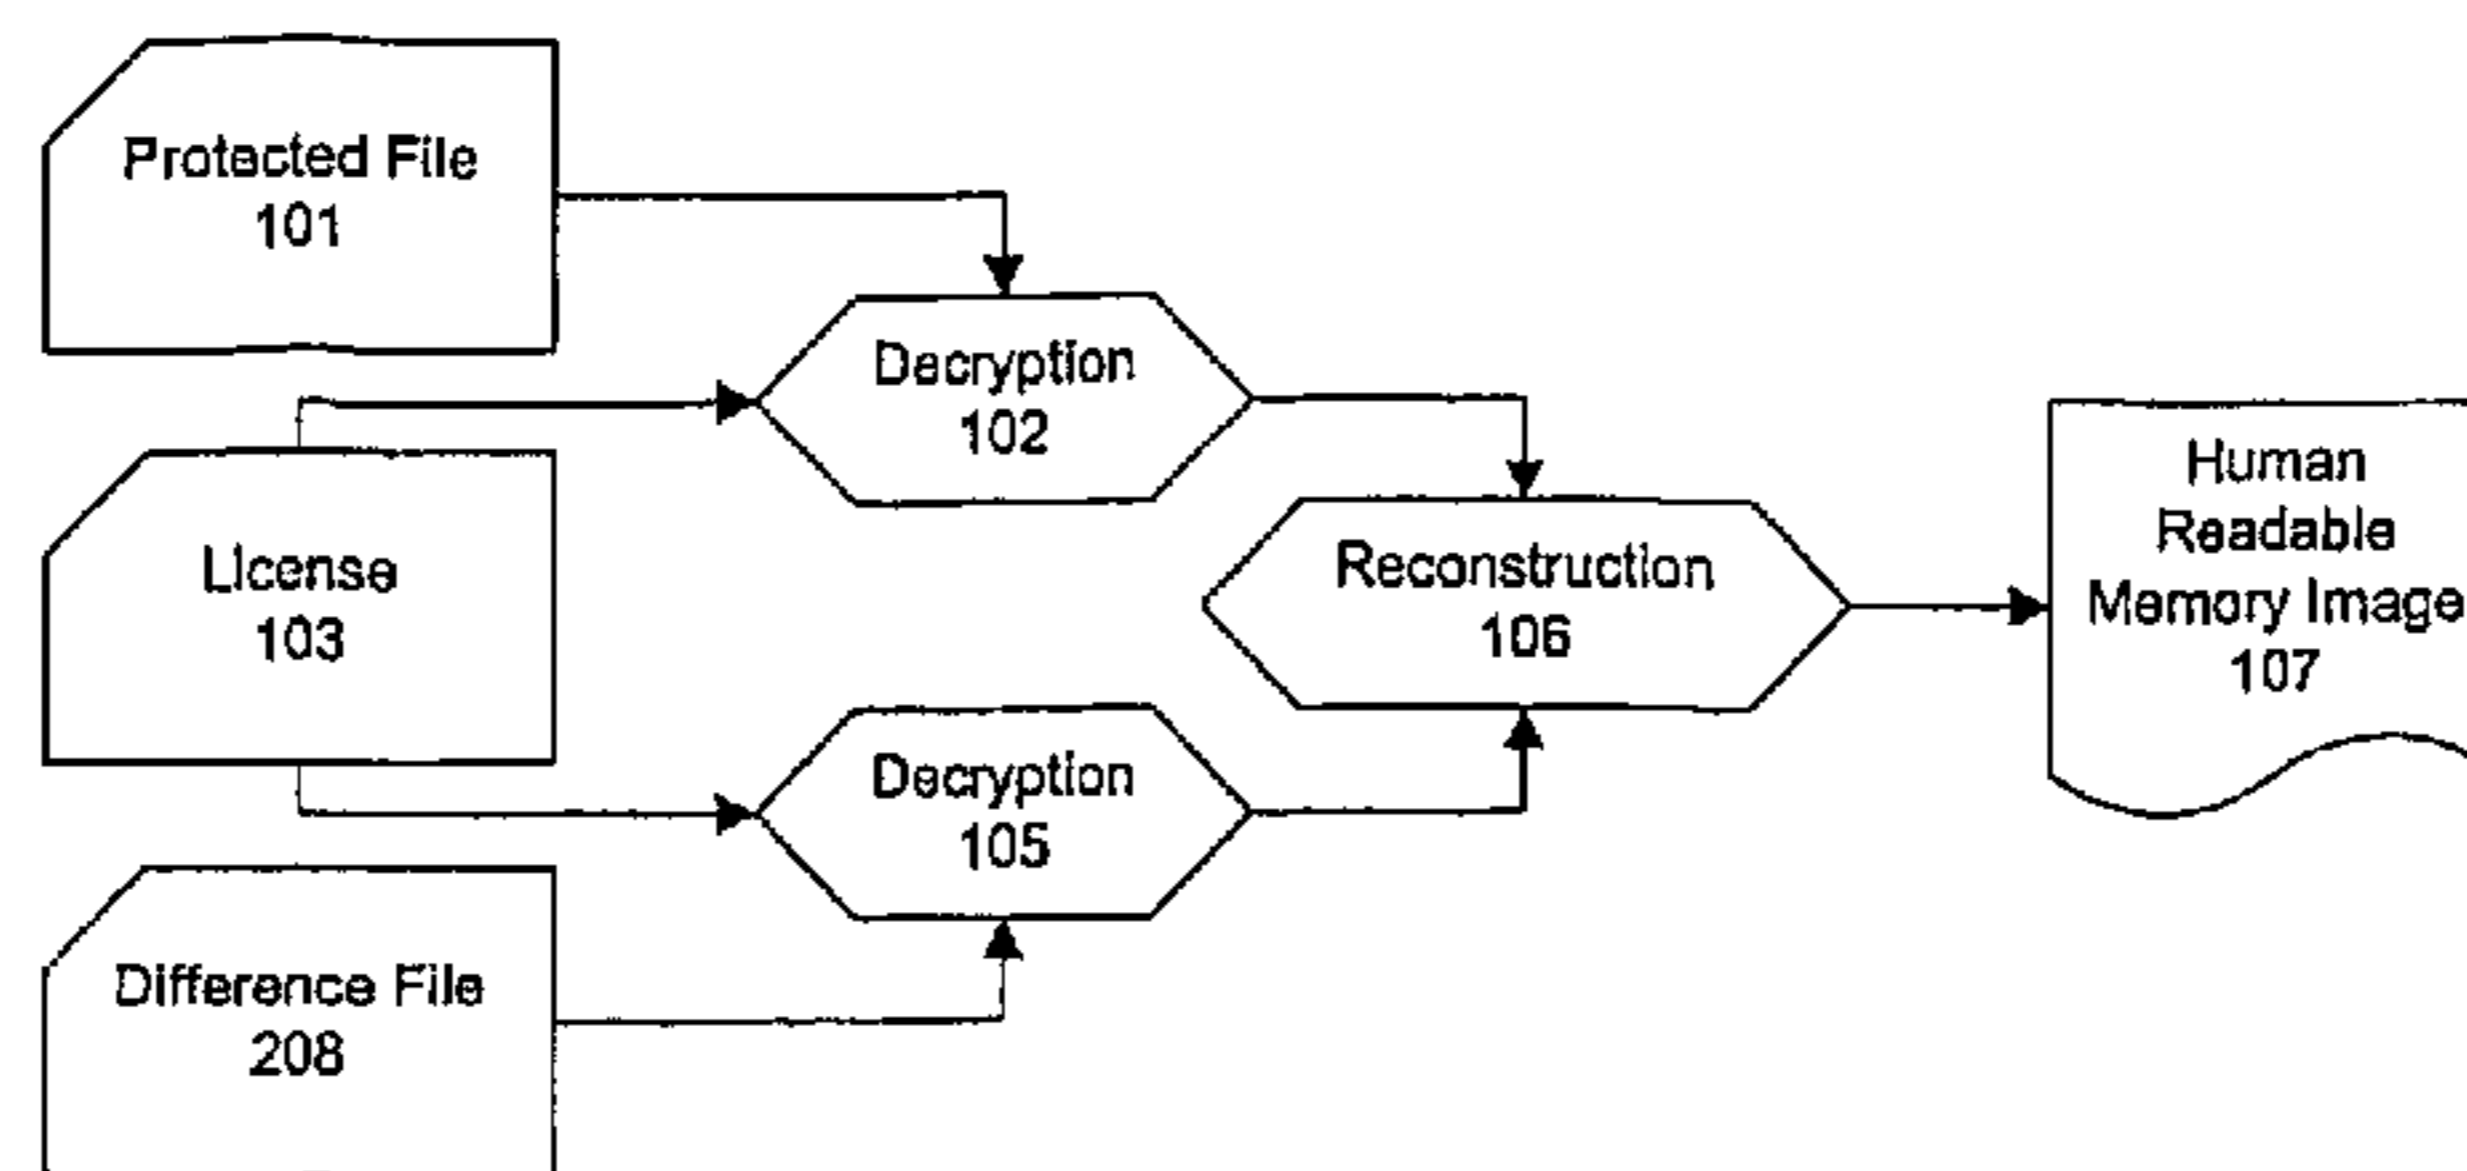 Protected File
101
Decryption
102
License
103
Human
Readable
Memory Image
107
Reconstruction
106
Decryption
105
Difference File
208